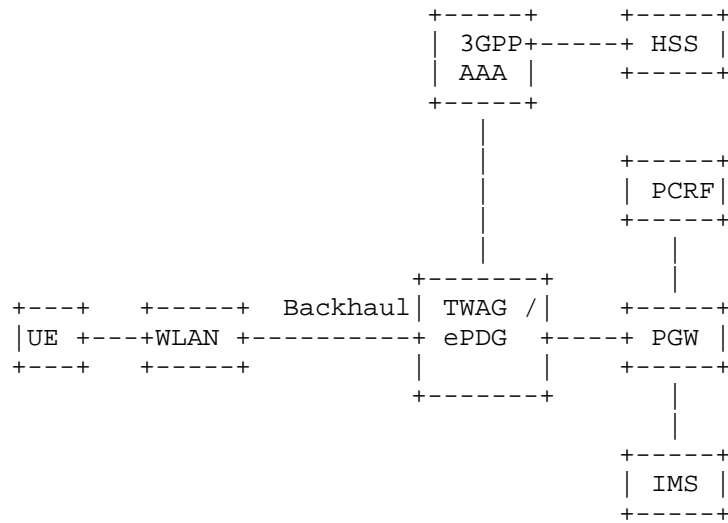 3GPP HSS
AAA
PCRF
Backhaul TWAG /
UE WLAN ePDG PGW
IMS